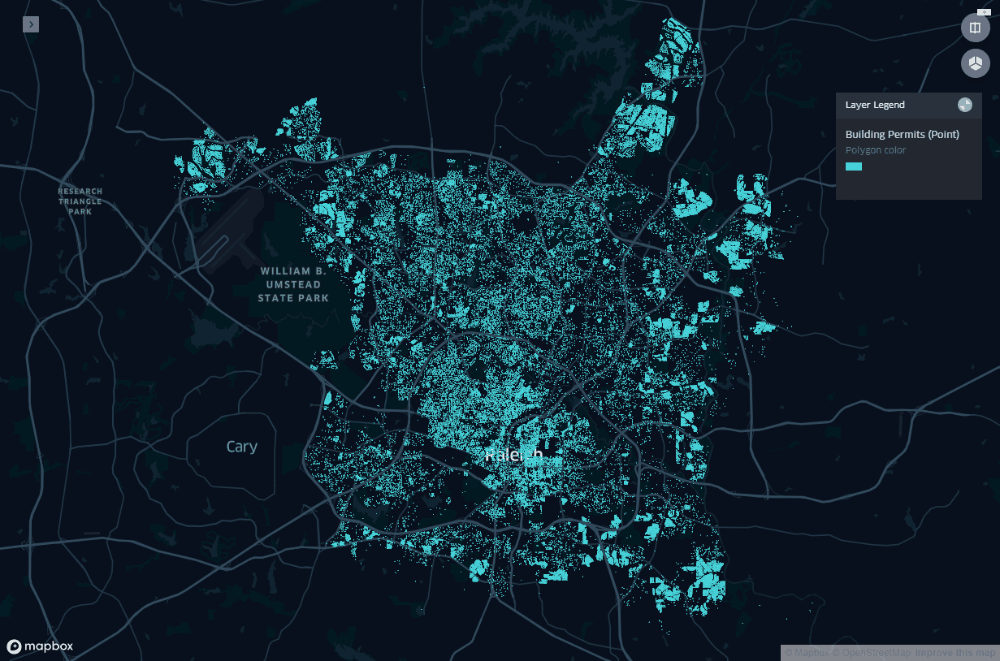 Layer Legend
Building Permits (Point)
Polygon color
RESEARCH
TRIANGLE
PARK
WILLIAM B.
UMSTEAD
STATE PARK
Cary
Raleigh
mapbox
© Mapbox © OpenStreetMap Improve this map